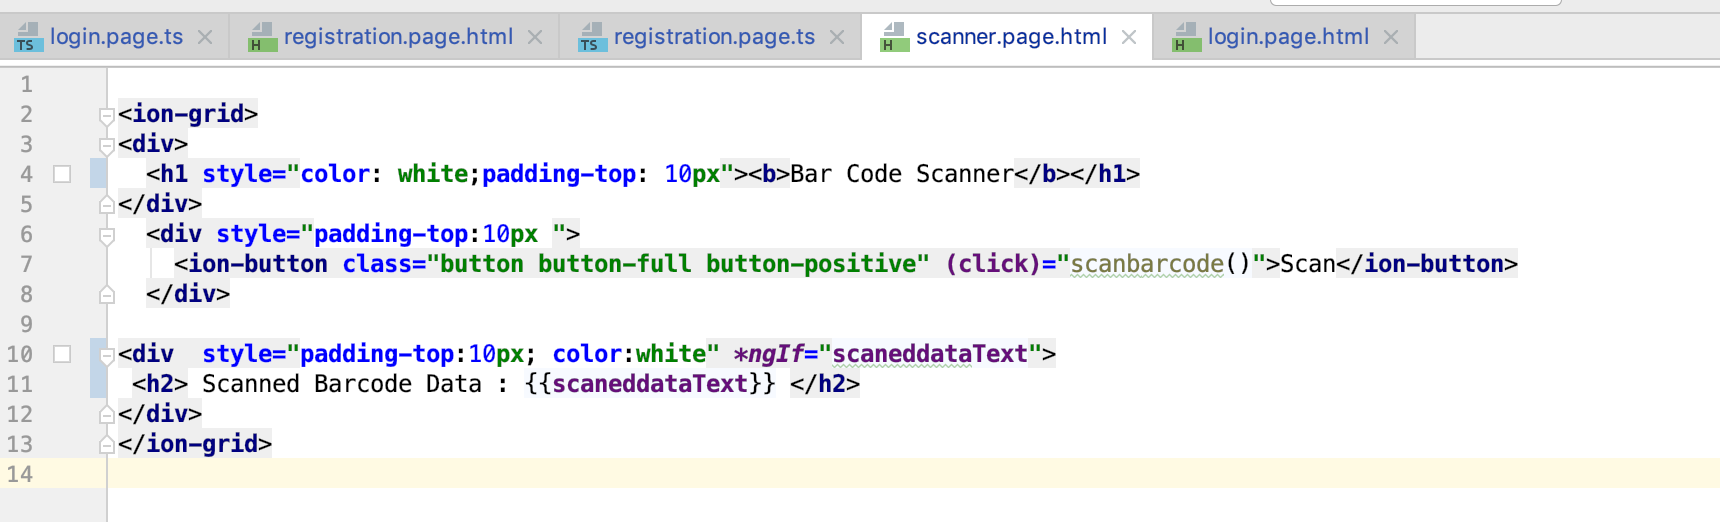 TS login.page.ts H registration.page.html TS registration.page.ts H scanner.page.html H login.page.html
1
2 <ion-grid>
3 <div>
4   <h1 style="color: white;padding-top: 10px"><b>Bar Code Scanner</b></h1>
5 </div>
6   <div style="padding-top:10px ">
7     <ion-button class="button button-full button-positive" (click)="scanbarcode()">Scan</ion-button>
8   </div>
9
10 <div  style="padding-top:10px; color:white" *ngIf="scaneddataText">
11  <h2> Scanned Barcode Data : {{scaneddataText}} </h2>
12 </div>
13 </ion-grid>
14